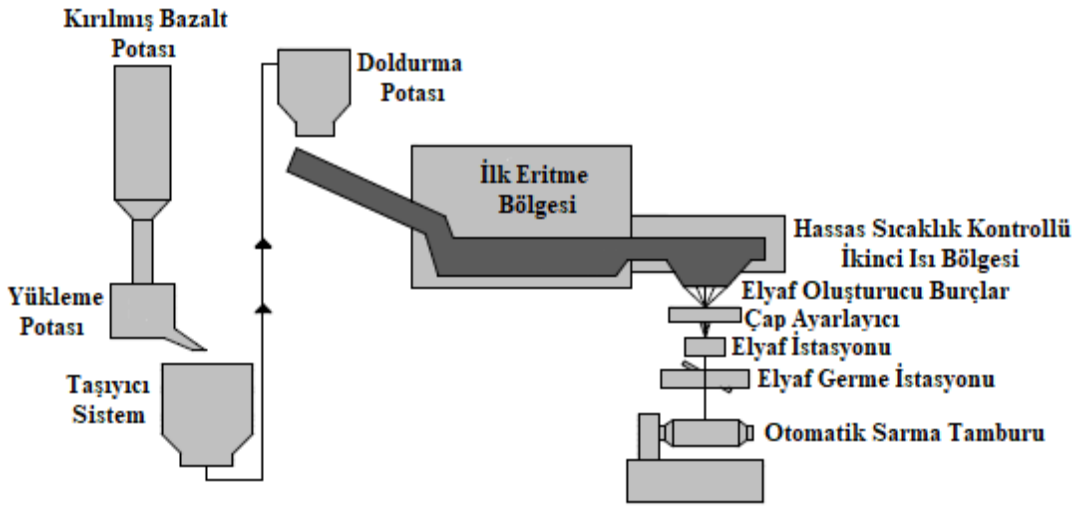 Kırılmış Bazalt
Potası
Doldurma
Potası
İlk Eritme
Bölgesi
Hassas Sıcaklık Kontrollü
İkinci Isı Bölgesi
Yükleme
Potası
Elyaf Oluşturucu Burçlar
Çap Ayarlayıcı
Elyaf İstasyonu
Taşıyıcı
Sistem
Elyaf Germe İstasyonu
Otomatik Sarma Tamburu